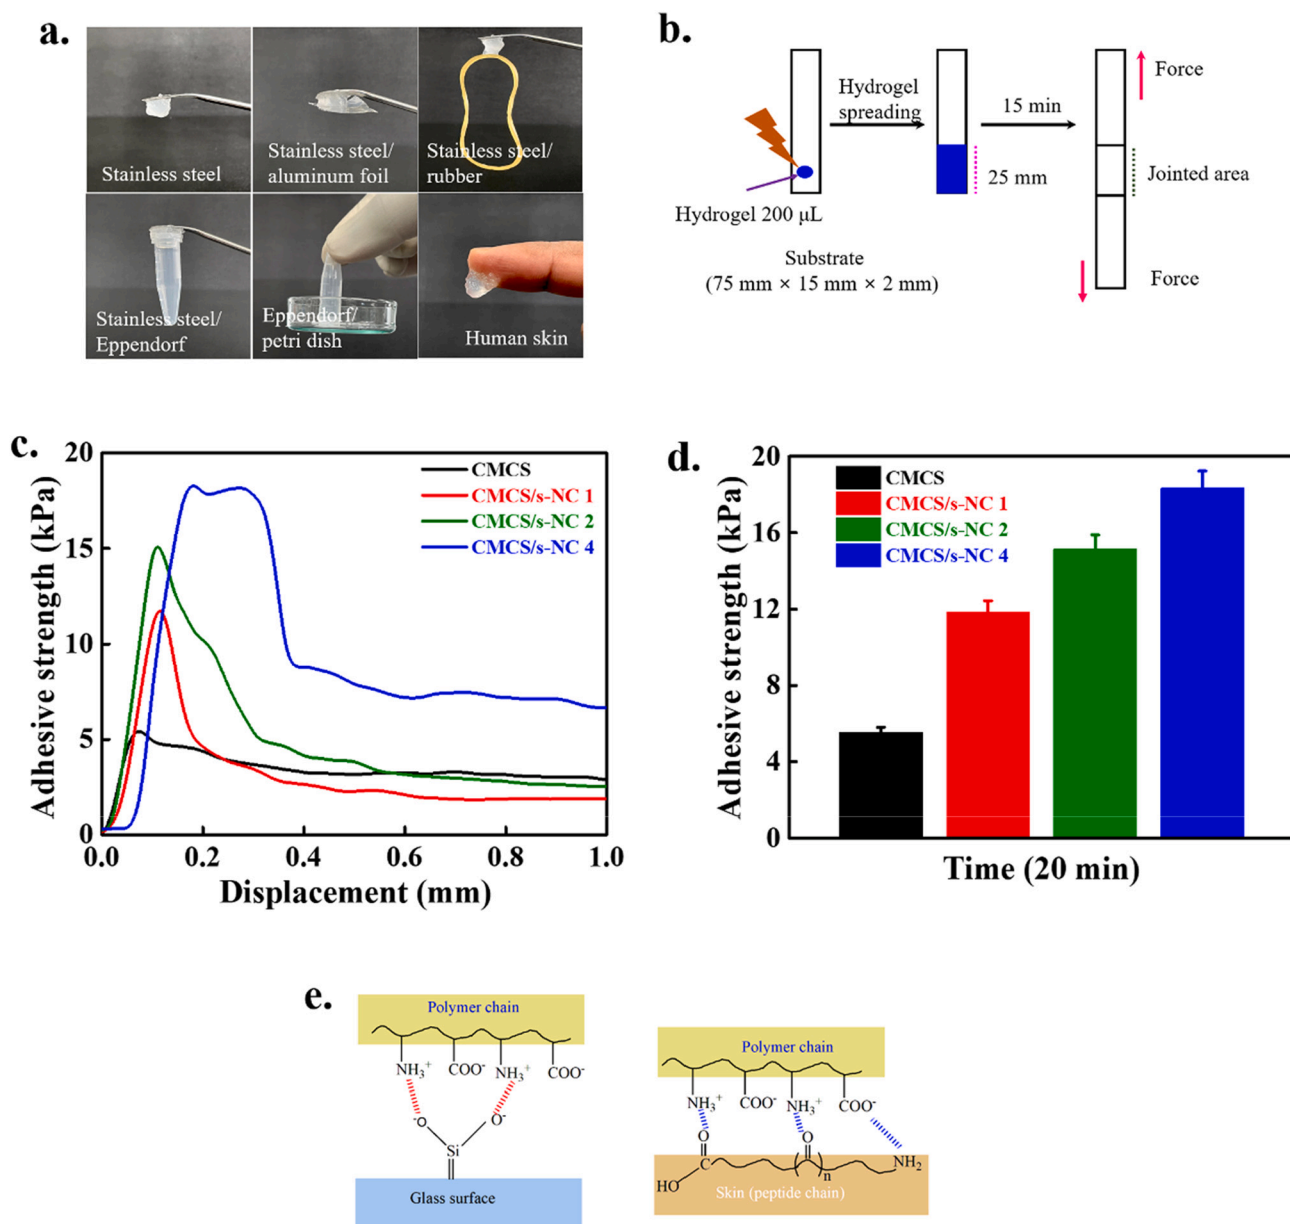 a.
Stainless steel
Stainless steel/
aluminum foil
Stainless steel/
rubber
Stainless steel/
Eppendorf
Eppendorf/
petri dish
Human skin
b.
Hydrogel
spreading
15 min
Force
25 mm
Jointed area
Hydrogel 200 μL
Substrate
(75 mm × 15 mm × 2 mm)
Force
c.
Adhesive strength (kPa)
20
15
10
5
0
CMCS
CMCS/s-NC 1
CMCS/s-NC 2
CMCS/s-NC 4
0.0 0.2 0.4 0.6 0.8 1.0
Displacement (mm)
d.
Adhesive strength (kPa)
20
16
12
8
4
0
CMCS
CMCS/s-NC 1
CMCS/s-NC 2
CMCS/s-NC 4
Time (20 min)
e.
Polymer chain
NH₃⁺ COO⁻ NH₃⁺ COO⁻
⁻O O⁻
Si
Glass surface
Polymer chain
NH₃⁺ COO⁻ NH₃⁺ COO⁻
O O
C ( )n NH₂
HO
Skin (peptide chain)